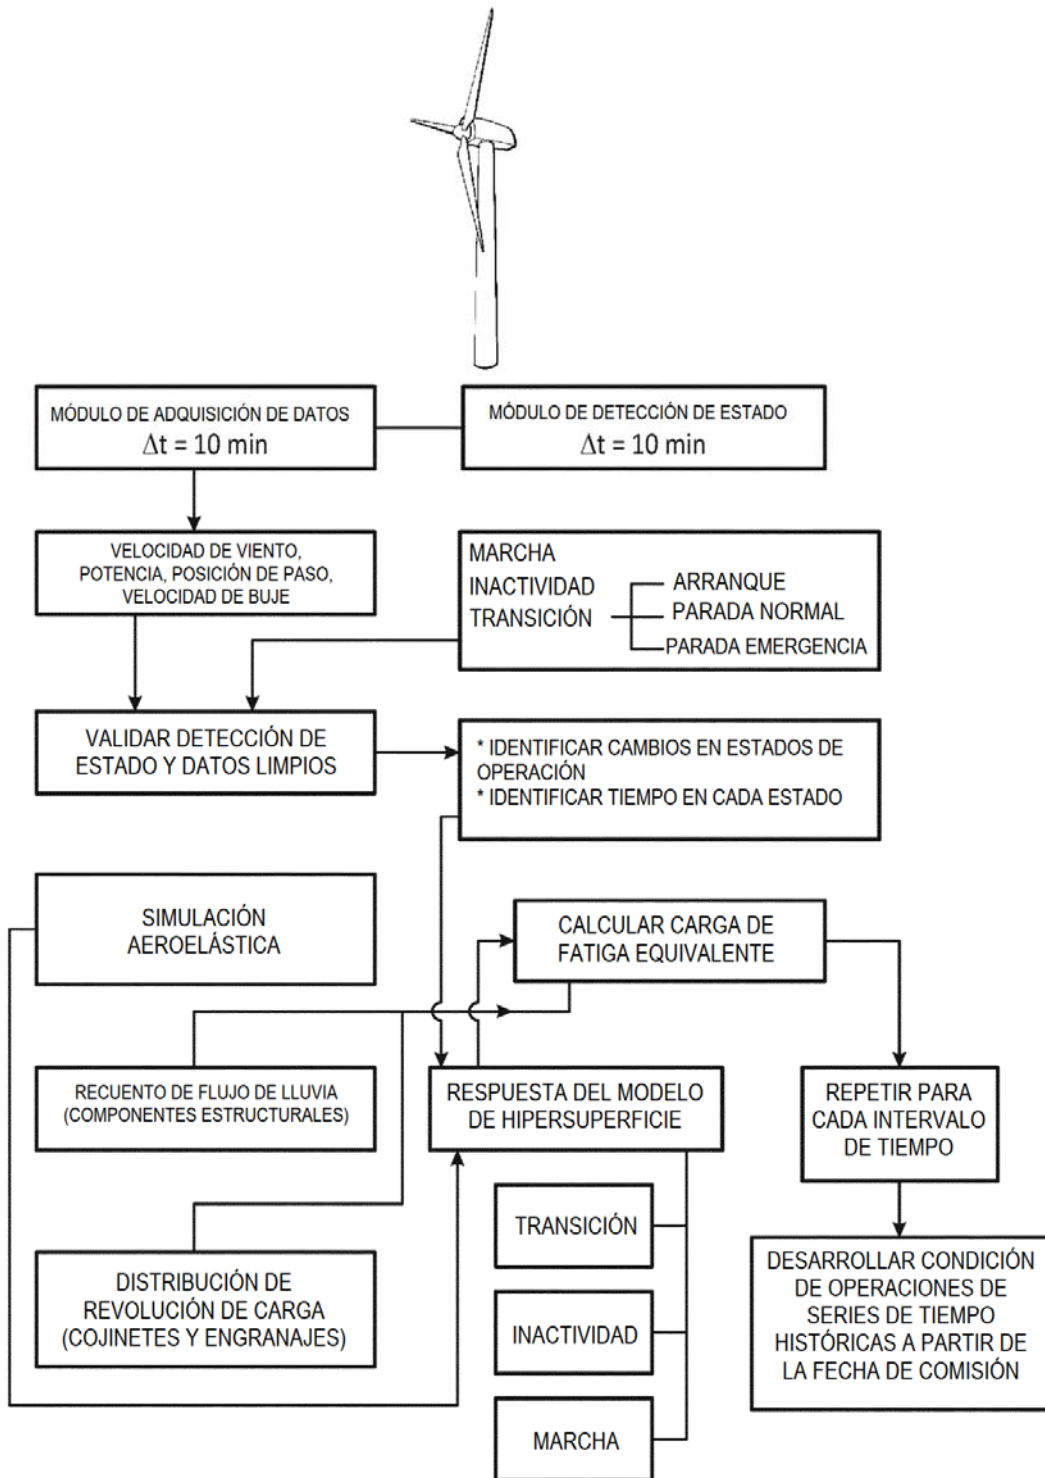 MÓDULO DE ADQUISICIÓN DE DATOS
Δt = 10 min
MÓDULO DE DETECCIÓN DE ESTADO
Δt = 10 min
VELOCIDAD DE VIENTO,
POTENCIA, POSICIÓN DE PASO,
VELOCIDAD DE BUJE
MARCHA
INACTIVIDAD
TRANSICIÓN
ARRANQUE
PARADA NORMAL
PARADA EMERGENCIA
VALIDAR DETECCIÓN DE
ESTADO Y DATOS LIMPIOS
* IDENTIFICAR CAMBIOS EN ESTADOS DE
OPERACIÓN
* IDENTIFICAR TIEMPO EN CADA ESTADO
SIMULACIÓN
AEROELÁSTICA
CALCULAR CARGA DE
FATIGA EQUIVALENTE
RECUENTO DE FLUJO DE LLUVIA
(COMPONENTES ESTRUCTURALES)
RESPUESTA DEL MODELO
DE HIPERSUPERFICIE
REPETIR PARA
CADA INTERVALO
DE TIEMPO
DISTRIBUCIÓN DE
REVOLUCIÓN DE CARGA
(COJINETES Y ENGRANAJES)
TRANSICIÓN
INACTIVIDAD
MARCHA
DESARROLLAR CONDICIÓN
DE OPERACIONES DE
SERIES DE TIEMPO
HISTÓRICAS A PARTIR DE
LA FECHA DE COMISIÓN